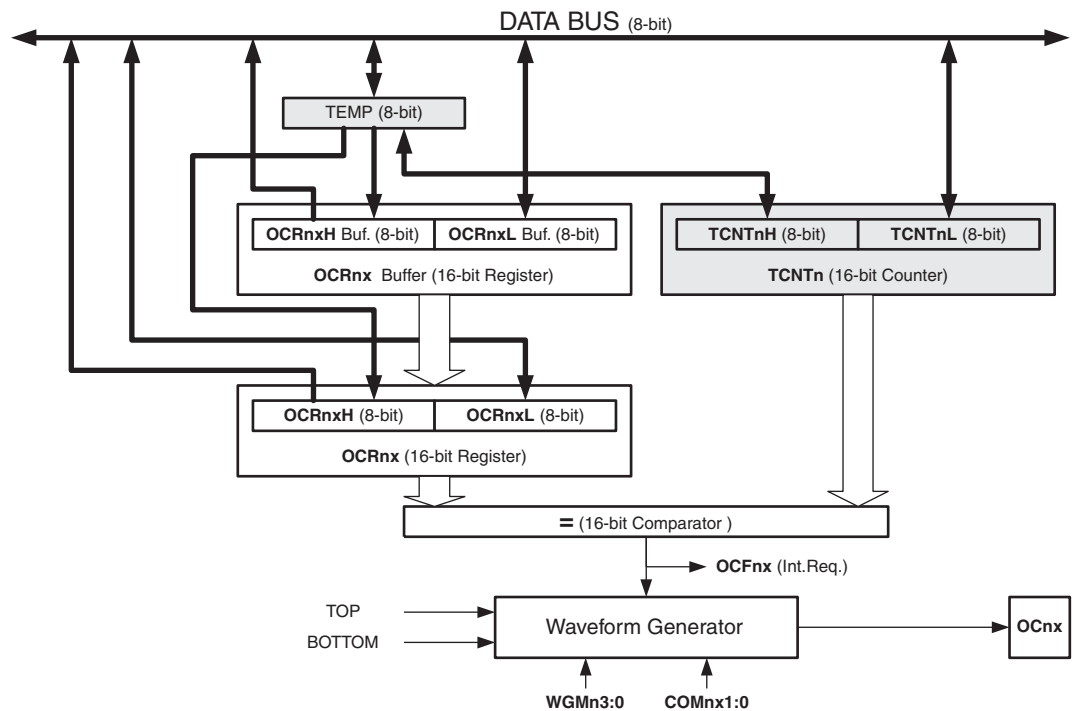 DATA BUS (8-bit)
TEMP (8-bit)
OCRnxH Buf. (8-bit) OCRnxL Buf. (8-bit)
OCRnx Buffer (16-bit Register)
TCNTnH (8-bit) TCNTnL (8-bit)
TCNTn (16-bit Counter)
OCRnxH (8-bit) OCRnxL (8-bit)
OCRnx (16-bit Register)
= (16-bit Comparator )
OCFnx (Int.Req.)
TOP
BOTTOM
Waveform Generator
OCnx
WGMn3:0 COMnx1:0